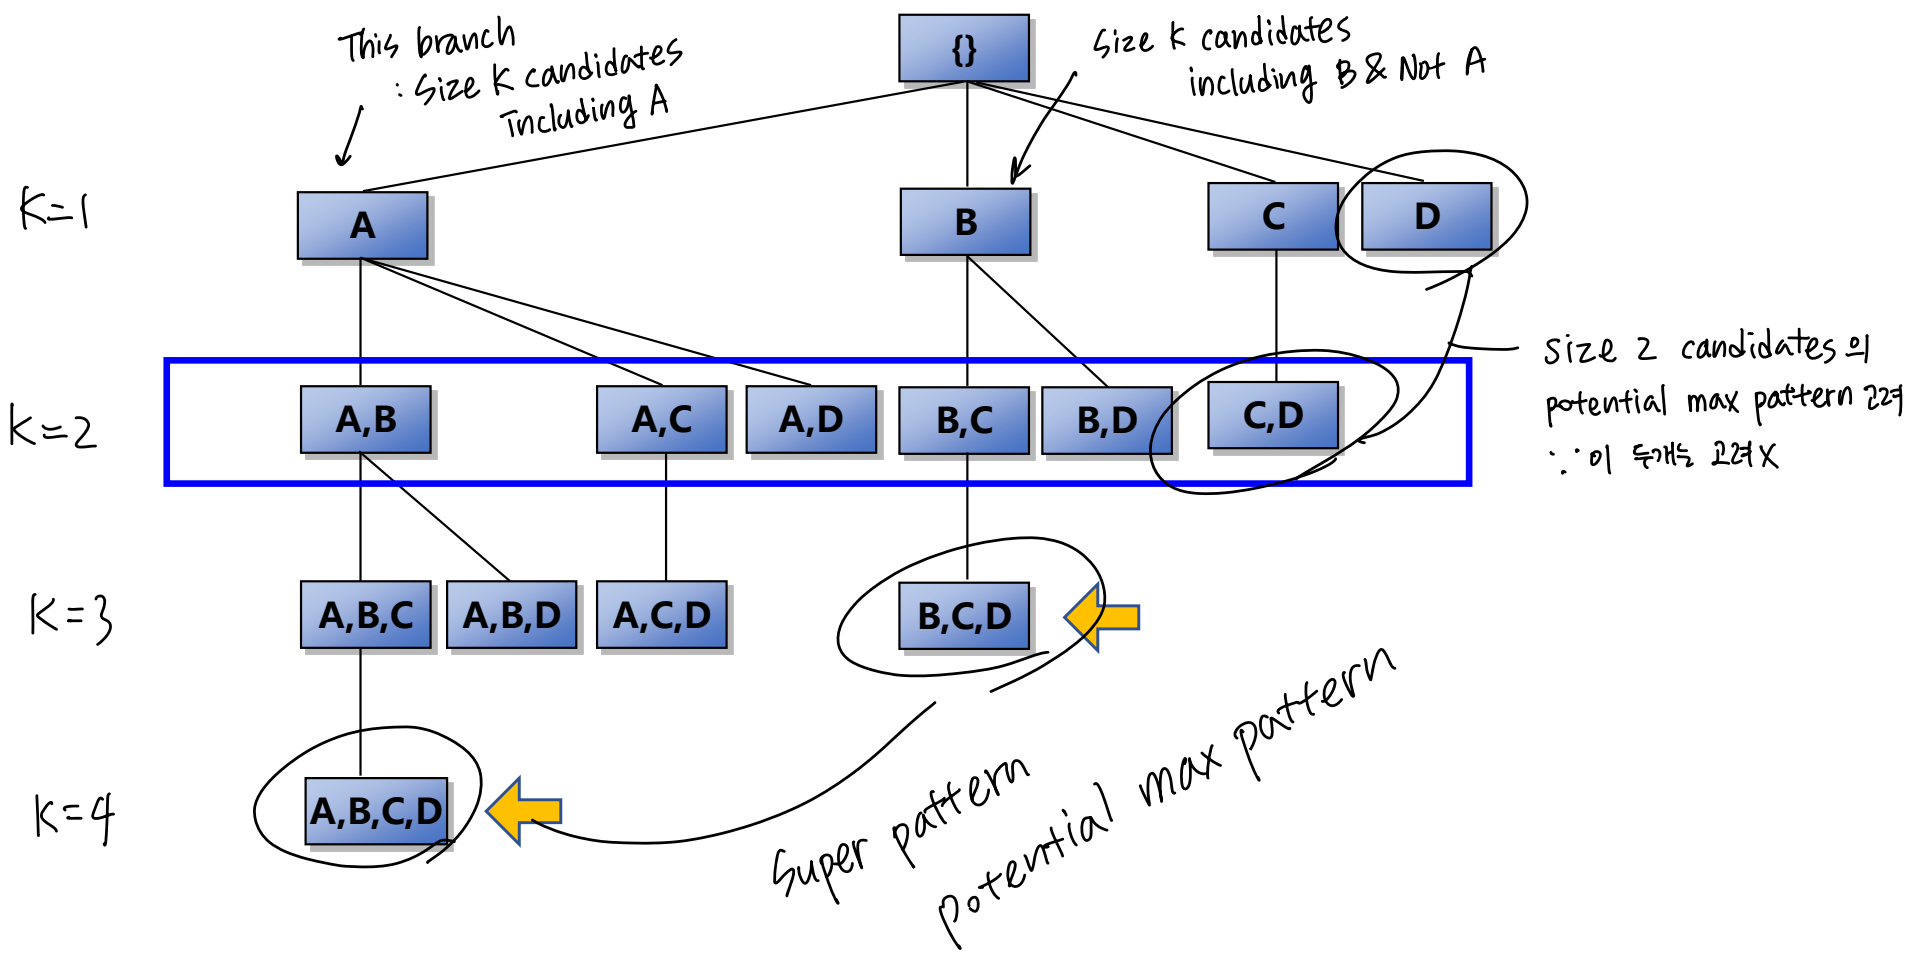 This branch
: Size K candidates
Including A
{}
Size K candidates
including B & Not A
K=1
A
B
C
D
K=2
A,B
A,C
A,D
B,C
B,D
C,D
Size 2 candidates의
potential max pattern 고려
∵ 이 두개는 고려X
K=3
A,B,C
A,B,D
A,C,D
B,C,D
K=4
A,B,C,D
Super pattern
potential max pattern